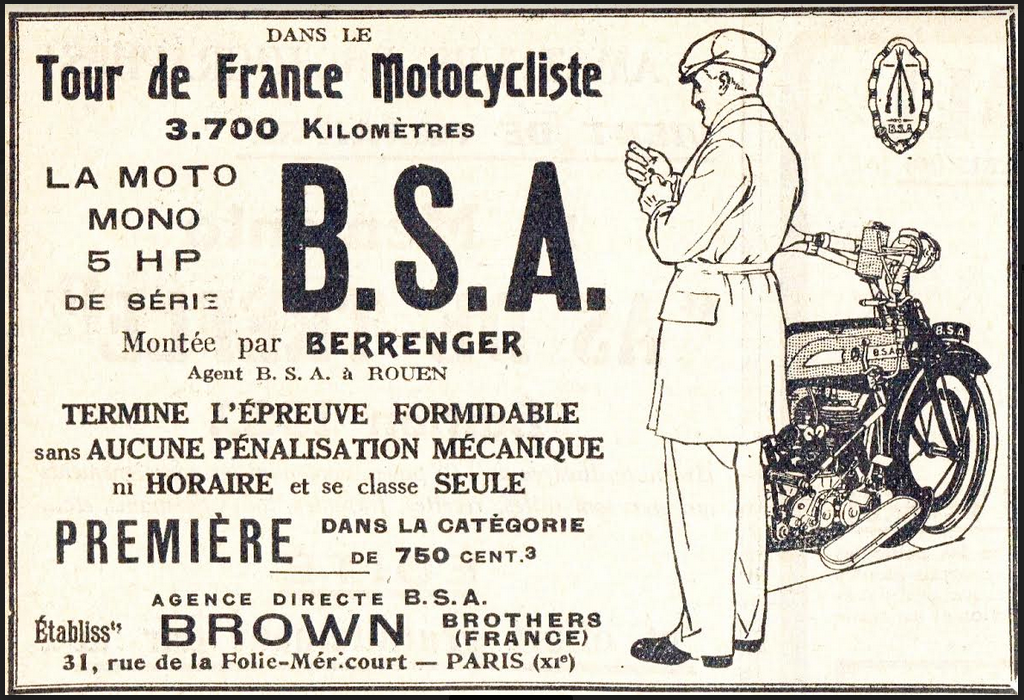 DANS LE
Tour de France Motocycliste
3.700 KILOMÈTRES
LA MOTO
MONO
5 HP
DE SÉRIE
B.S.A.
Montée par BERRENGER
Agent B. S. A. à ROUEN
TERMINE L'ÉPREUVE FORMIDABLE
sans AUCUNE PÉNALISATION MÉCANIQUE
ni HORAIRE et se classe SEULE
PREMIÈRE DANS LA CATÉGORIE
DE 750 CENT.³
AGENCE DIRECTE B.S.A.
Établissᵗˢ BROWN BROTHERS
(FRANCE)
31, rue de la Folie-Méricourt — PARIS (XIᵉ)
B.S.A
B.S.A
B.S.A